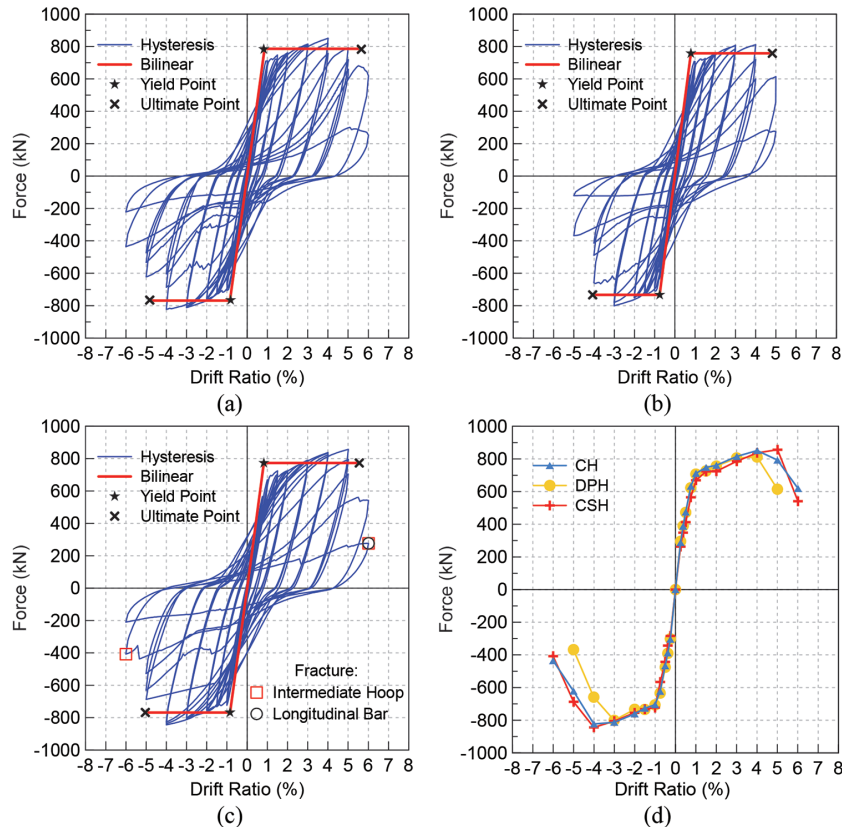 1000
800
600
400
200
0
-200
-400
-600
-800
-1000
Force (kN)
Hysteresis
Bilinear
Yield Point
Ultimate Point
-8 -7 -6 -5 -4 -3 -2 -1 0 1 2 3 4 5 6 7 8
Drift Ratio (%)
(a)
1000
800
600
400
200
0
-200
-400
-600
-800
-1000
Force (kN)
Hysteresis
Bilinear
Yield Point
Ultimate Point
-8 -7 -6 -5 -4 -3 -2 -1 0 1 2 3 4 5 6 7 8
Drift Ratio (%)
(b)
1000
800
600
400
200
0
-200
-400
-600
-800
-1000
Force (kN)
Hysteresis
Bilinear
Yield Point
Ultimate Point
Fracture:
Intermediate Hoop
Longitudinal Bar
-8 -7 -6 -5 -4 -3 -2 -1 0 1 2 3 4 5 6 7 8
Drift Ratio (%)
(c)
1000
800
600
400
200
0
-200
-400
-600
-800
-1000
Force (kN)
CH
DPH
CSH
-8 -7 -6 -5 -4 -3 -2 -1 0 1 2 3 4 5 6 7 8
Drift Ratio (%)
(d)